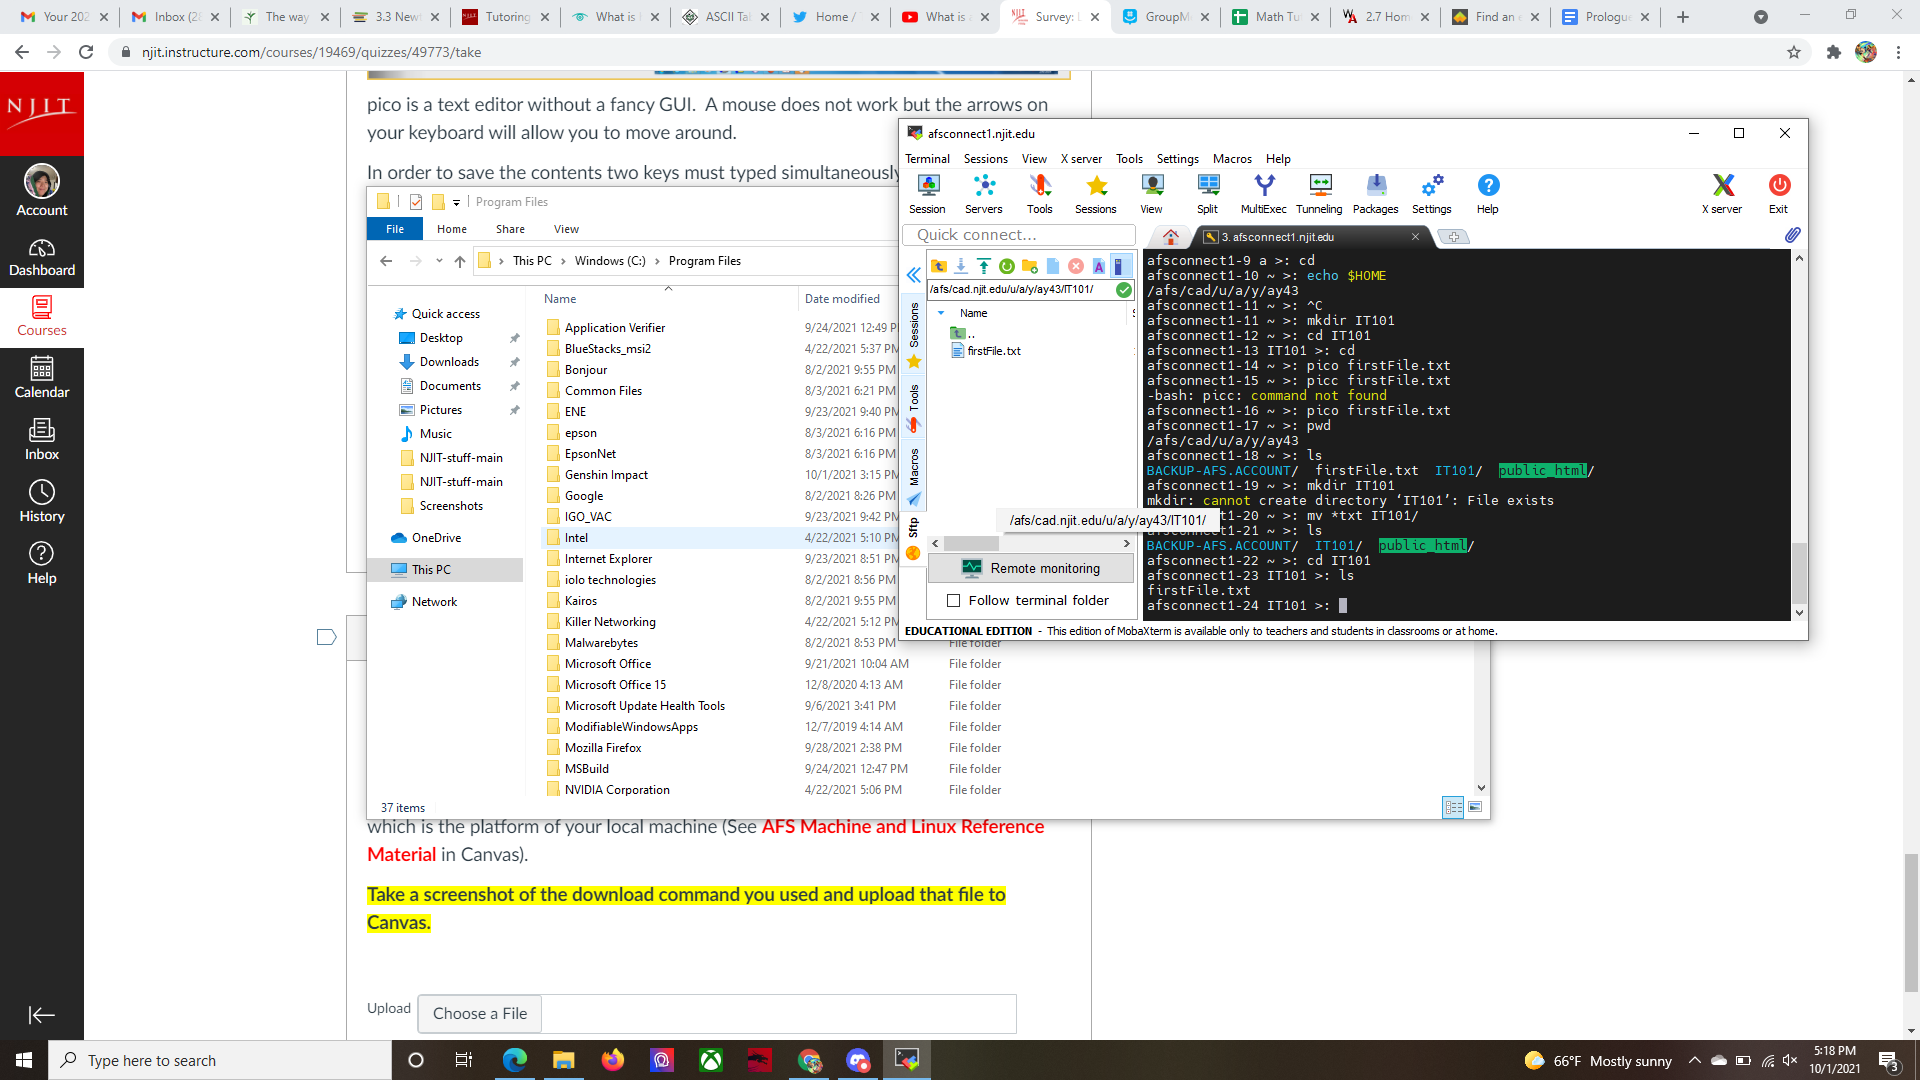 Your 202
Inbox (28
The way
3.3 Newt
Tutoring
What is
ASCII Tab
Home /
What is a
Survey: L
GroupMe
Math Tu
2.7 Hom
Find an e
Prologue
njit.instructure.com/courses/19469/quizzes/49773/take
NJIT
Account
Dashboard
Courses
Calendar
Inbox
History
Help
pico is a text editor without a fancy GUI.  A mouse does not work but the arrows on
your keyboard will allow you to move around.
In order to save the contents two keys must typed simultaneously
Program Files
File
Home
Share
View
This PC > Windows (C:) > Program Files
Quick access
Desktop
Downloads
Documents
Pictures
Music
NJIT-stuff-main
NJIT-stuff-main
Screenshots
OneDrive
This PC
Network
Name Date modified
Application Verifier 9/24/2021 12:49 P
BlueStacks_msi2 4/22/2021 5:37 PM
Bonjour 8/2/2021 9:55 PM
Common Files 8/3/2021 6:21 PM
ENE 9/23/2021 9:40 PM
epson 8/3/2021 6:16 PM
EpsonNet 8/3/2021 6:16 PM
Genshin Impact 10/1/2021 3:15 PM
Google 8/2/2021 8:26 PM
IGO_VAC 9/23/2021 9:42 PM
Intel 4/22/2021 5:10 PM
Internet Explorer 9/23/2021 8:51 PM
iolo technologies 8/2/2021 8:56 PM
Kairos 8/2/2021 9:55 PM
Killer Networking 4/22/2021 5:12 PM
Malwarebytes 8/2/2021 8:53 PM File folder
Microsoft Office 9/21/2021 10:04 AM File folder
Microsoft Office 15 12/8/2020 4:13 AM File folder
Microsoft Update Health Tools 9/6/2021 3:41 PM File folder
ModifiableWindowsApps 12/7/2019 4:14 AM File folder
Mozilla Firefox 9/28/2021 2:38 PM File folder
MSBuild 9/24/2021 12:47 PM File folder
NVIDIA Corporation 4/22/2021 5:06 PM File folder
37 items
afsconnect1.njit.edu
Terminal Sessions View X server Tools Settings Macros Help
Session Servers Tools Sessions View Split MultiExec Tunneling Packages Settings Help X server Exit
Quick connect...
3. afsconnect1.njit.edu
Sessions
Tools
Macros
Sftp
/afs/cad.njit.edu/u/a/y/ay43/IT101/
Name
..
firstFile.txt
/afs/cad.njit.edu/u/a/y/ay43/IT101/
Remote monitoring
Follow terminal folder
afsconnect1-9 a >: cd
afsconnect1-10 ~ >: echo $HOME
/afs/cad/u/a/y/ay43
afsconnect1-11 ~ >: ^C
afsconnect1-11 ~ >: mkdir IT101
afsconnect1-12 ~ >: cd IT101
afsconnect1-13 IT101 >: cd
afsconnect1-14 ~ >: pico firstFile.txt
afsconnect1-15 ~ >: picc firstFile.txt
-bash: picc: command not found
afsconnect1-16 ~ >: pico firstFile.txt
afsconnect1-17 ~ >: pwd
/afs/cad/u/a/y/ay43
afsconnect1-18 ~ >: ls
BACKUP-AFS.ACCOUNT/  firstFile.txt  IT101/  public_html/
afsconnect1-19 ~ >: mkdir IT101
mkdir: cannot create directory ‘IT101’: File exists
t1-20 ~ >: mv *txt IT101/
t1-21 ~ >: ls
BACKUP-AFS.ACCOUNT/  IT101/  public_html/
afsconnect1-22 ~ >: cd IT101
afsconnect1-23 IT101 >: ls
firstFile.txt
afsconnect1-24 IT101 >:
EDUCATIONAL EDITION - This edition of MobaXterm is available only to teachers and students in classrooms or at home.
which is the platform of your local machine (See AFS Machine and Linux Reference
Material in Canvas).
Take a screenshot of the download command you used and upload that file to
Canvas.
Upload Choose a File
Type here to search
66°F Mostly sunny
5:18 PM
10/1/2021
3